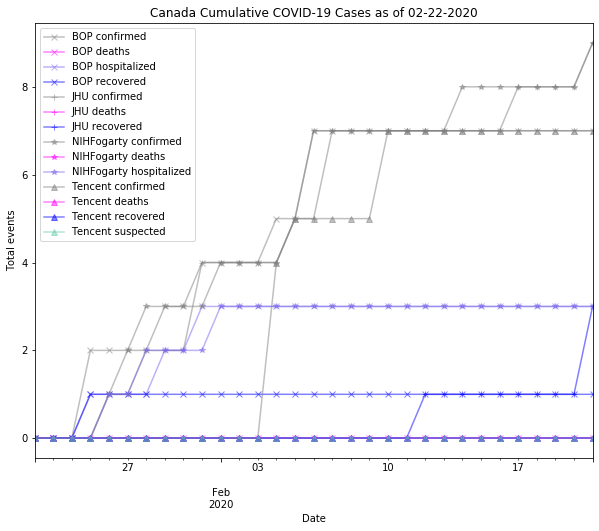 Canada Cumulative COVID-19 Cases as of 02-22-2020
BOP confirmed
BOP deaths
BOP hospitalized
BOP recovered
JHU confirmed
JHU deaths
JHU recovered
NIHFogarty confirmed
NIHFogarty deaths
NIHFogarty hospitalized
Tencent confirmed
Tencent deaths
Tencent recovered
Tencent suspected
Total events
8
6
4
2
0
27
03
10
17
Feb
2020
Date